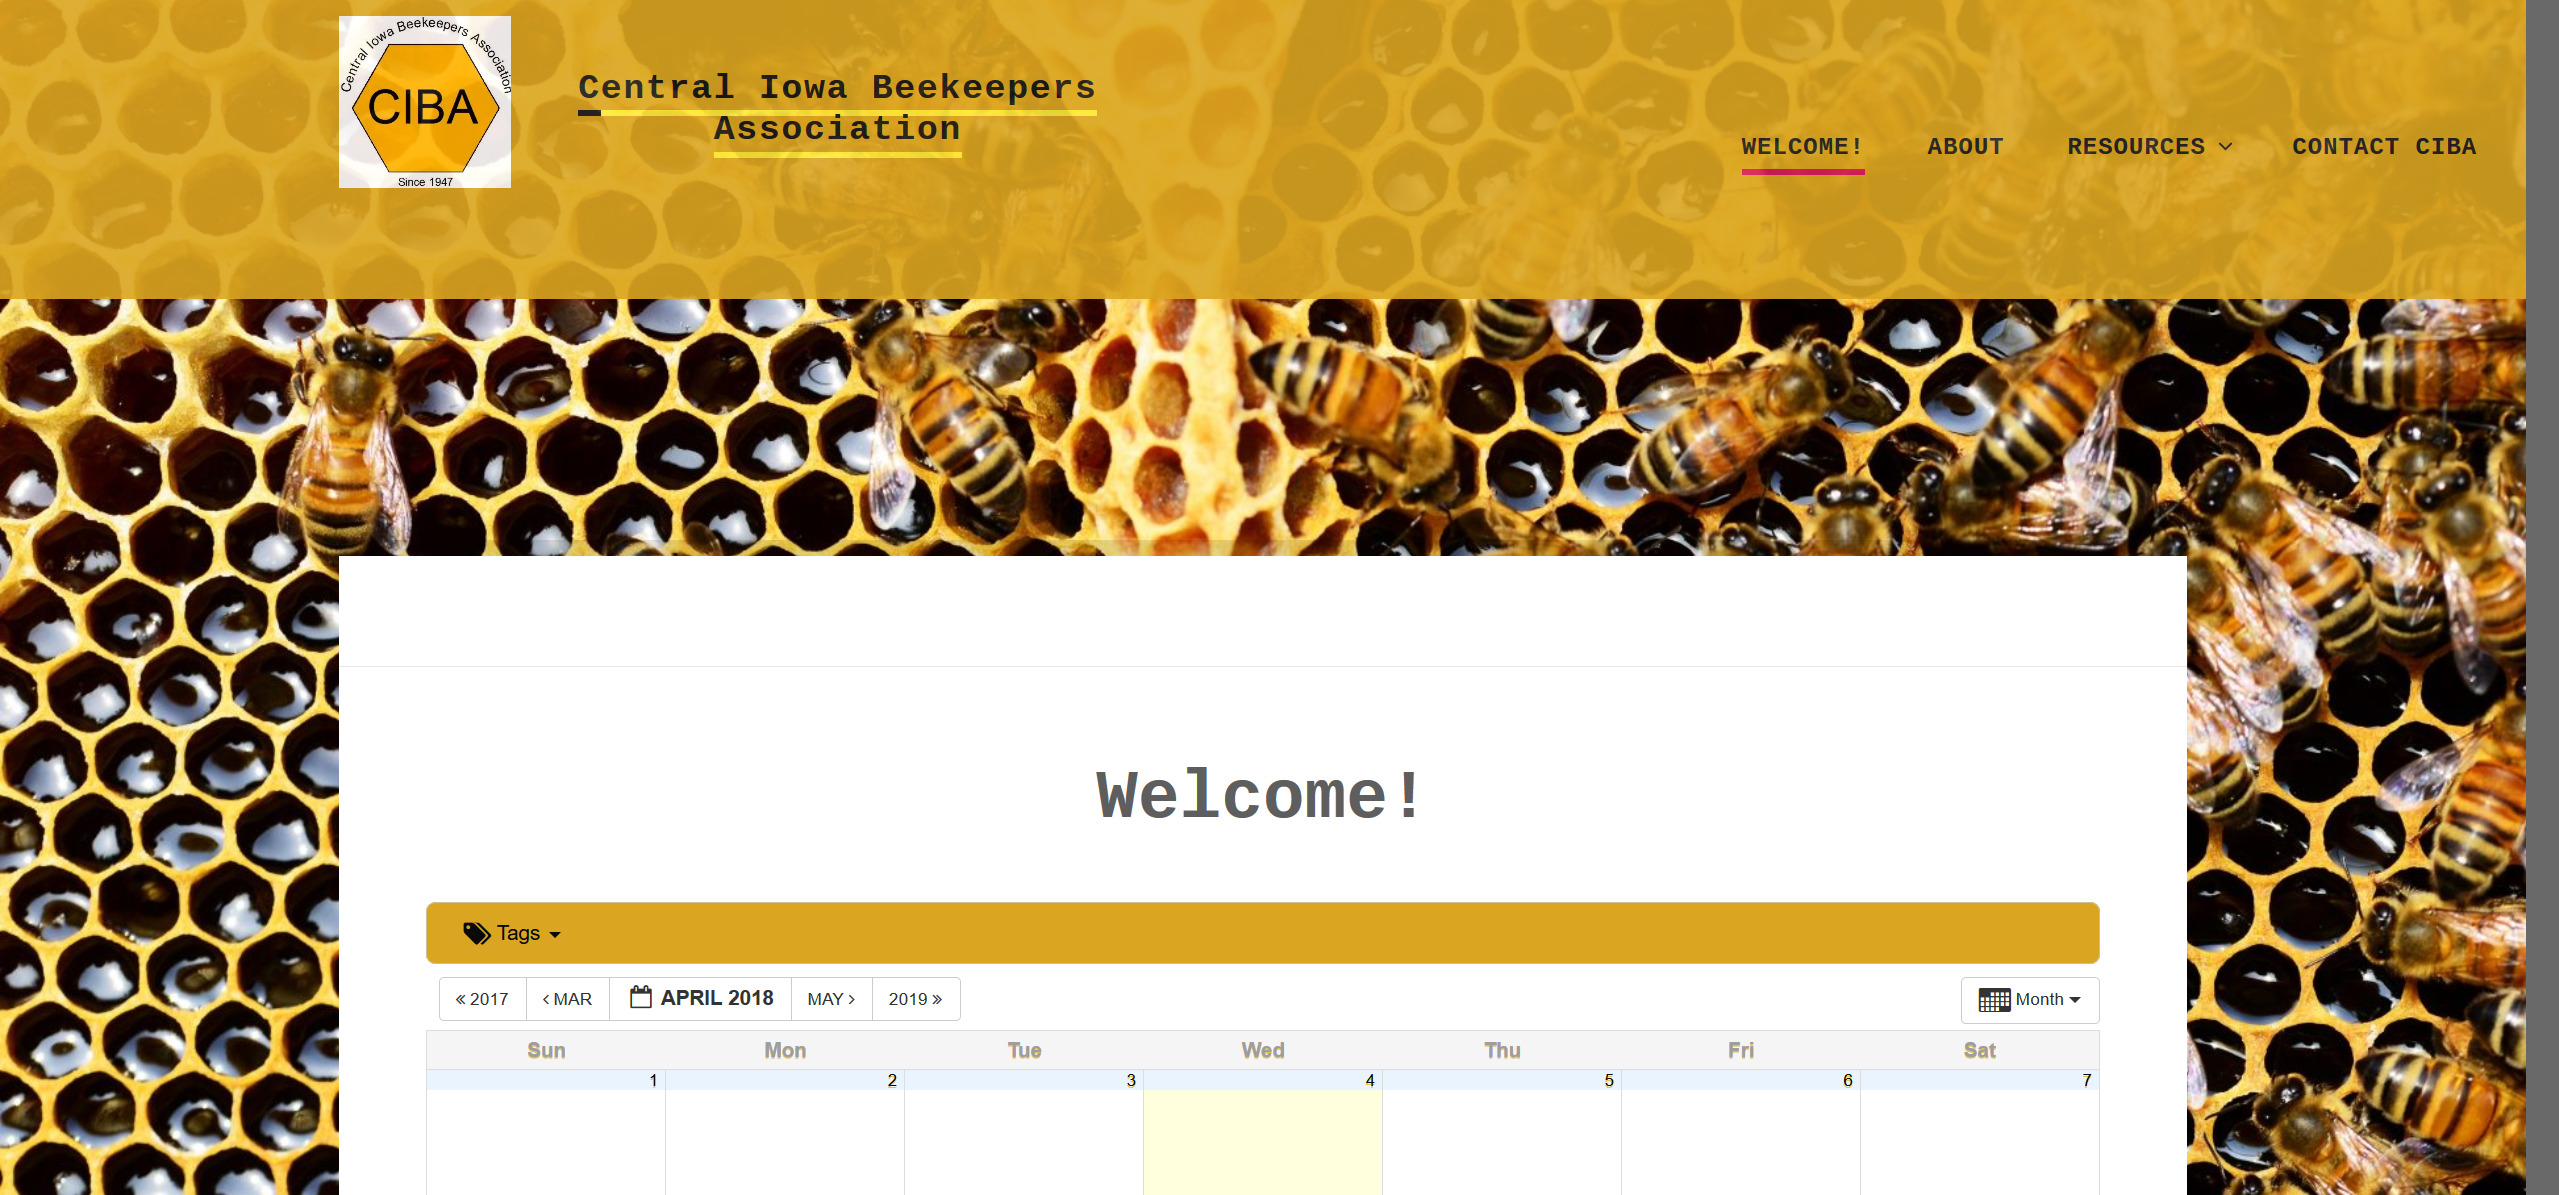 Central Iowa Beekeepers Association
CIBA
Since 1947
Central Iowa Beekeepers
Association
WELCOME!
ABOUT
RESOURCES
CONTACT CIBA
Welcome!
Tags
« 2017
‹ MAR
APRIL 2018
MAY ›
2019 »
Month
Sun Mon Tue Wed Thu Fri Sat
1 2 3 4 5 6 7